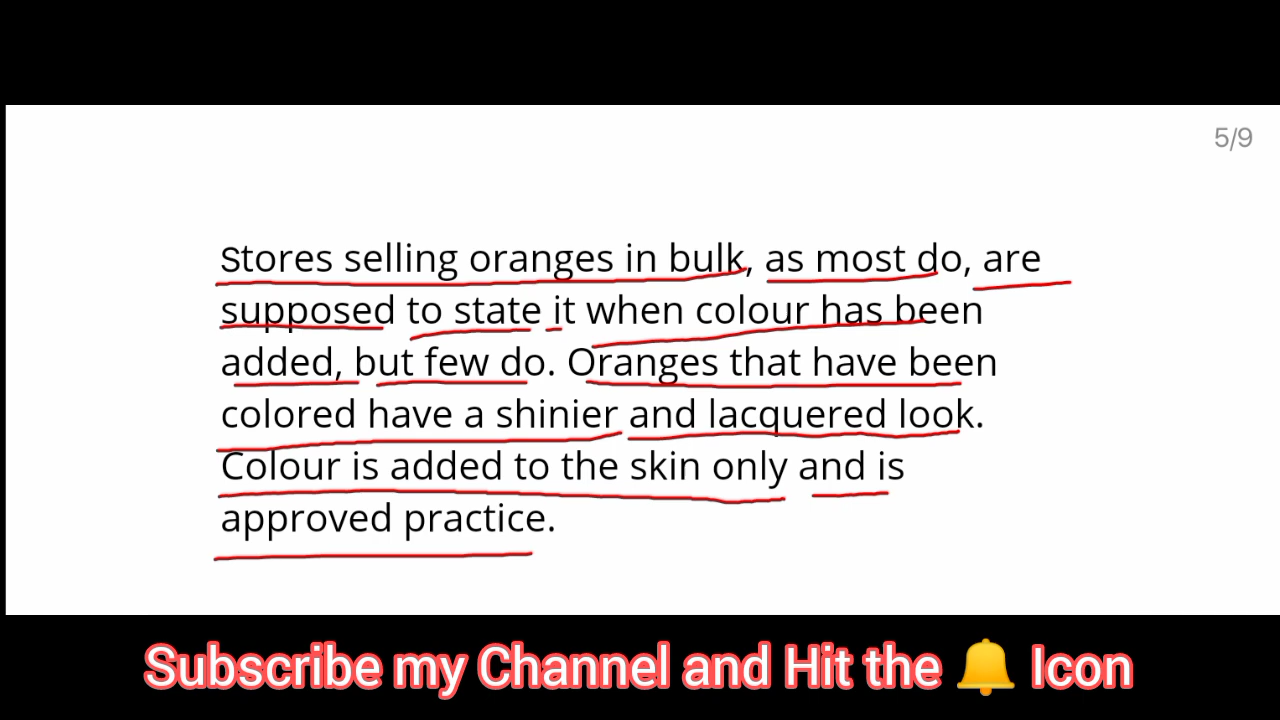 5/9
Stores selling oranges in bulk, as most do, are
supposed to state it when colour has been
added, but few do. Oranges that have been
colored have a shinier and lacquered look.
Colour is added to the skin only and is
approved practice.
Subscribe my Channel and Hit the 🔔 Icon